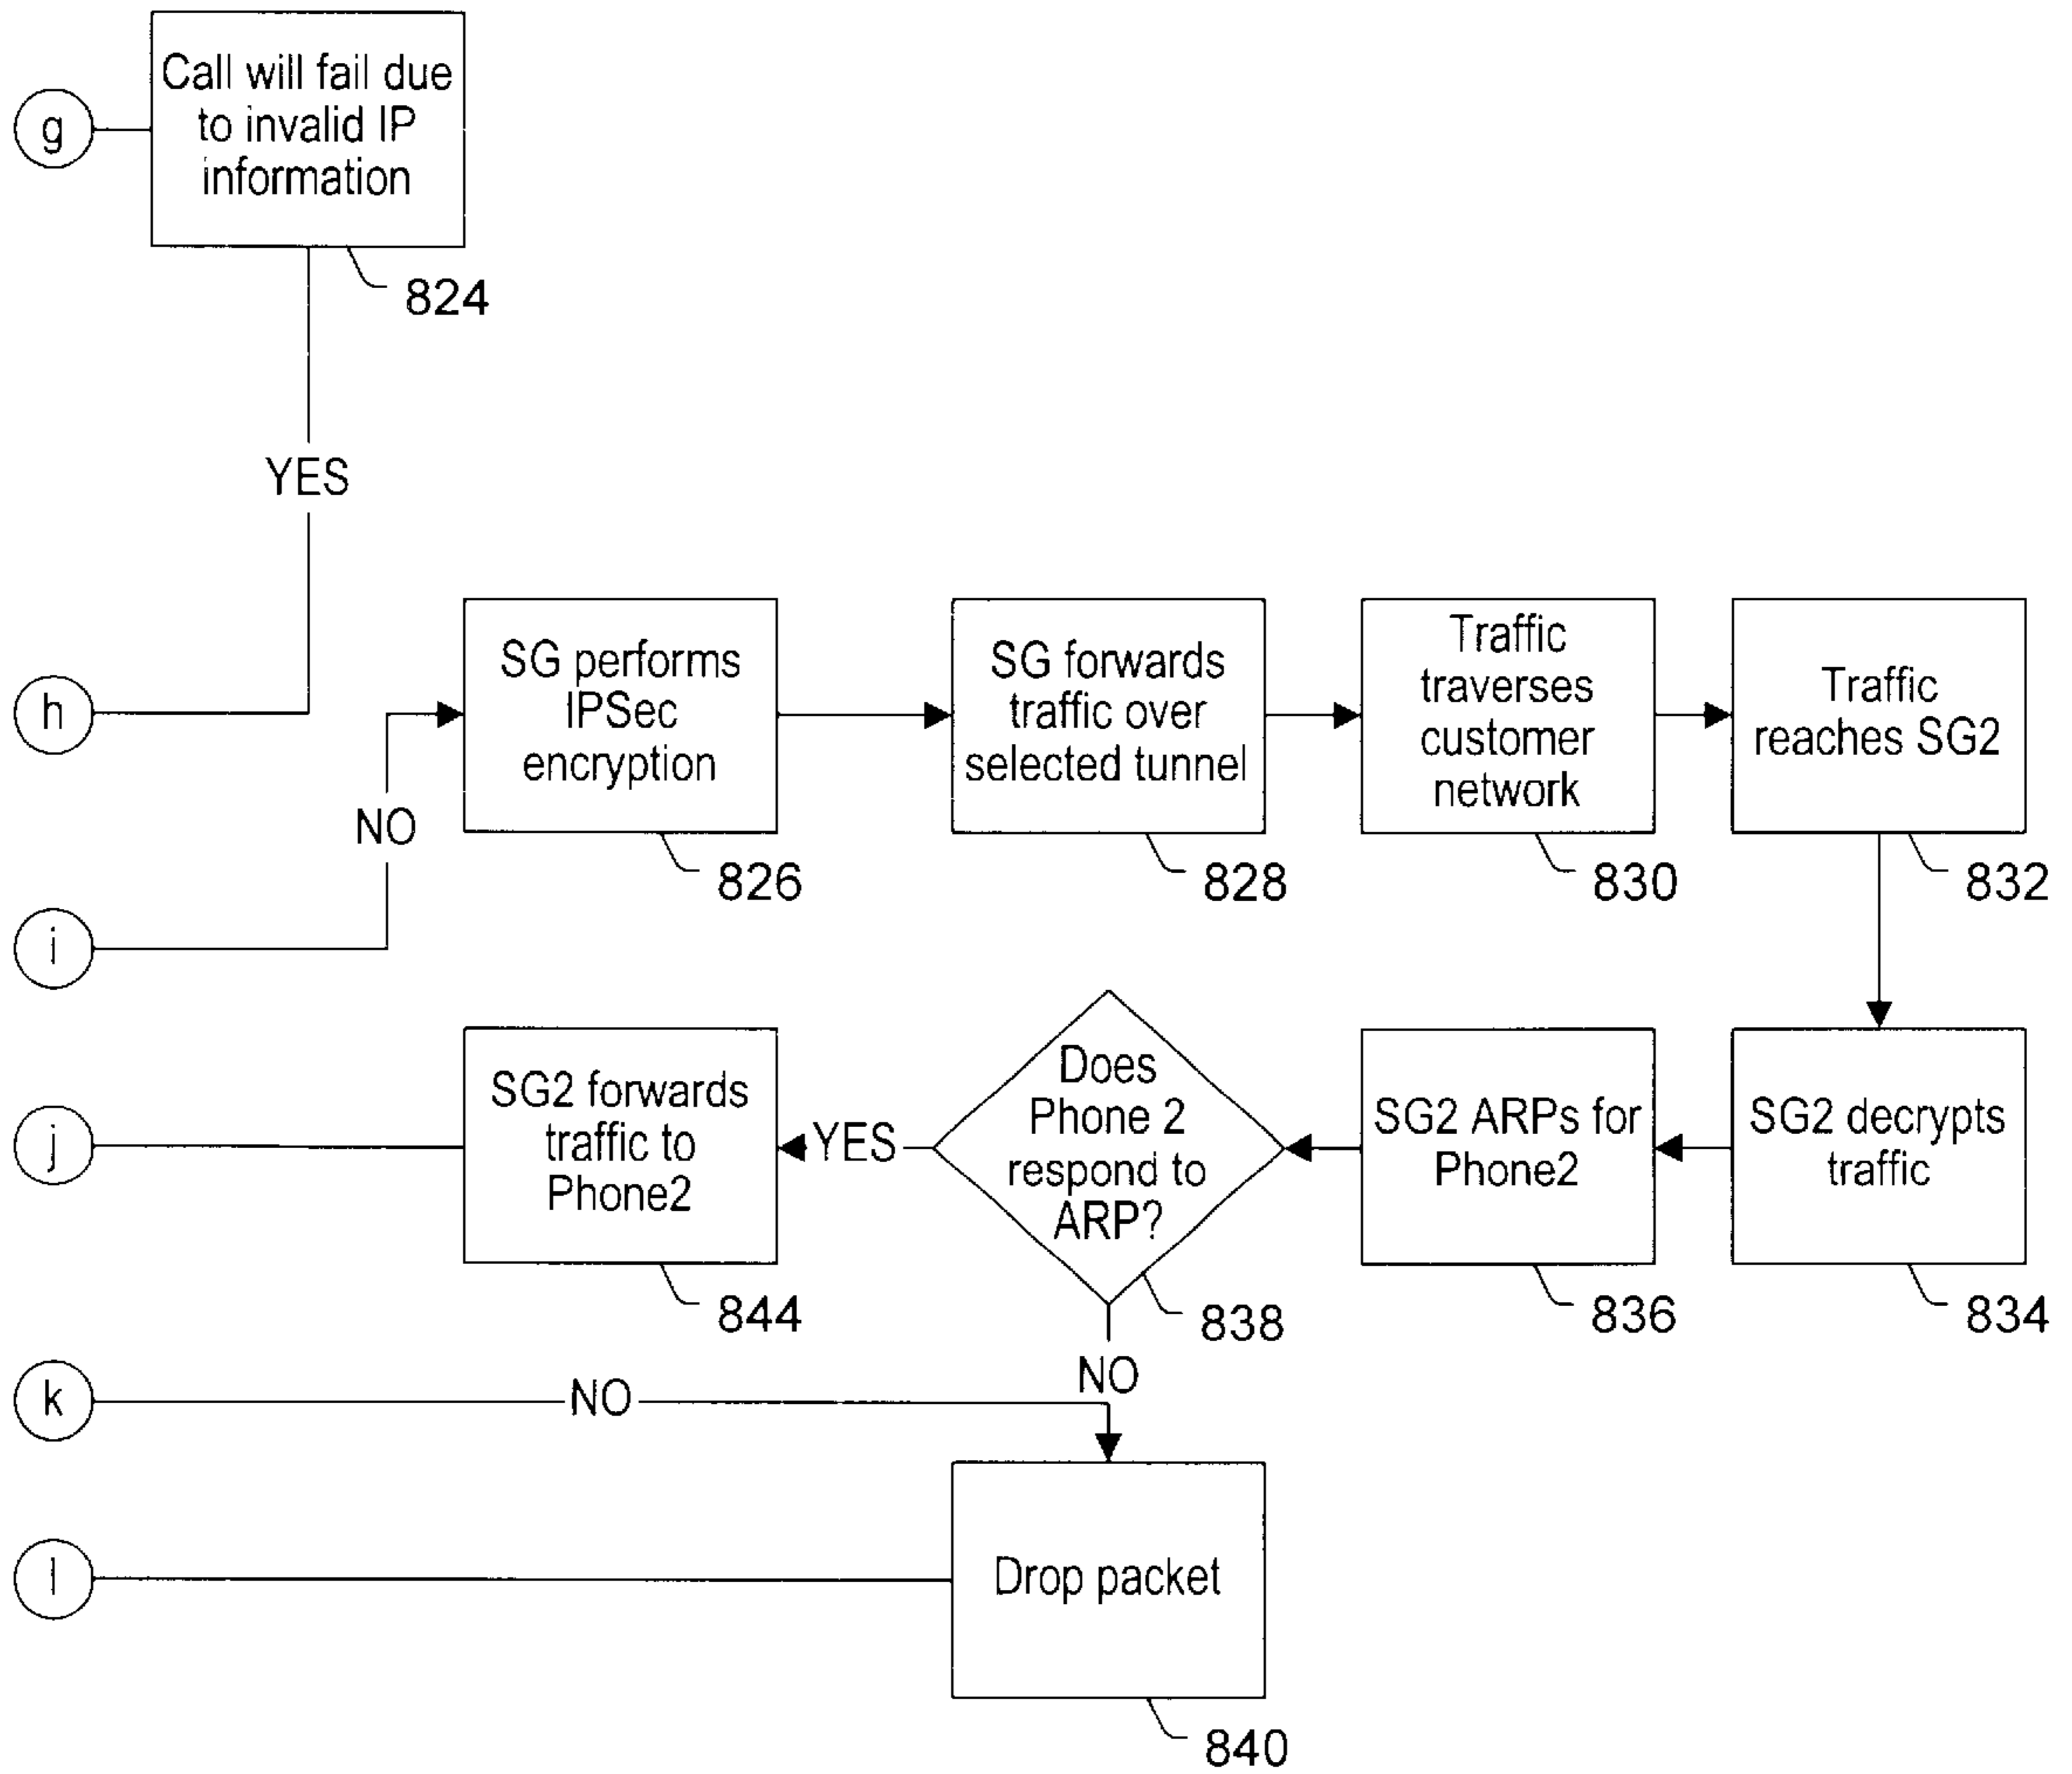 Call will fail due
to invalid IP
information
g
824
YES
h
SG performs
IPSec
encryption
826
SG forwards
traffic over
selected tunnel
828
Traffic
traverses
customer
network
830
Traffic
reaches SG2
832
NO
i
j
SG2 forwards
traffic to
Phone2
844
YES
Does
Phone 2
respond to
ARP?
838
SG2 ARPs for
Phone2
836
SG2 decrypts
traffic
834
NO
k
NO
l
Drop packet
840